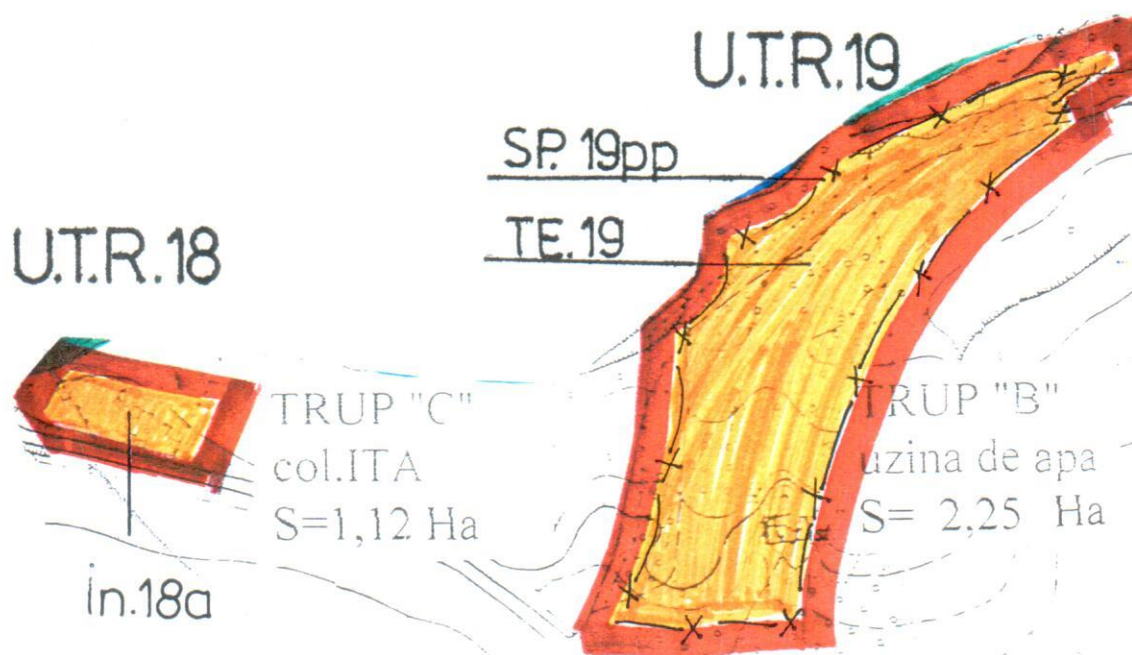 U.T.R.19
SP. 19pp
TE.19
U.T.R.18
TRUP "C"
col.ITA
S=1,12 Ha
in.18a
TRUP "B"
uzina de apa
S= 2,25 Ha